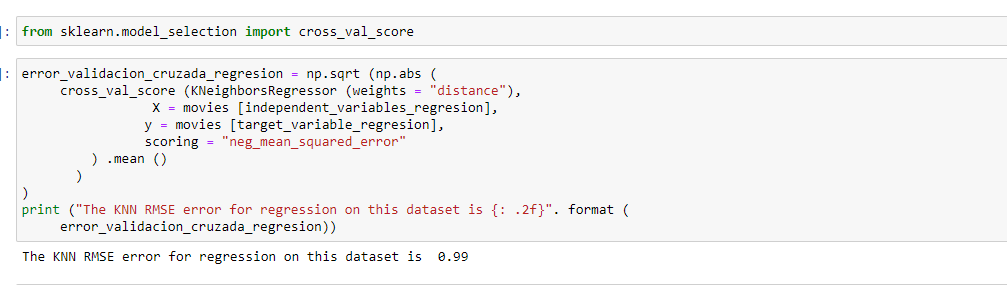 ]: from sklearn.model_selection import cross_val_score
]: error_validacion_cruzada_regresion = np.sqrt (np.abs (
cross_val_score (KNeighborsRegressor (weights = "distance"),
X = movies [independent_variables_regresion],
y = movies [target_variable_regresion],
scoring = "neg_mean_squared_error"
) .mean ()
)
)
print ("The KNN RMSE error for regression on this dataset is {: .2f}". format (
error_validacion_cruzada_regresion))
The KNN RMSE error for regression on this dataset is  0.99